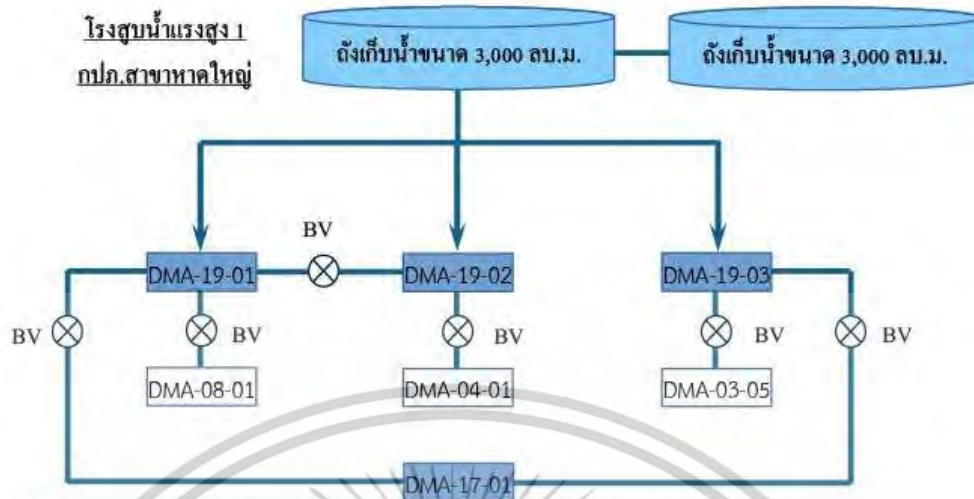 โรงสูบน้ำแรงสูง 1
กปภ.สาขาหาดใหญ่
ถังเก็บน้ำขนาด 3,000 ลบ.ม.
ถังเก็บน้ำขนาด 3,000 ลบ.ม.
BV
DMA-19-01
DMA-19-02
DMA-19-03
BV
BV
BV
BV
DMA-08-01
DMA-04-01
DMA-03-05
DMA-17-01